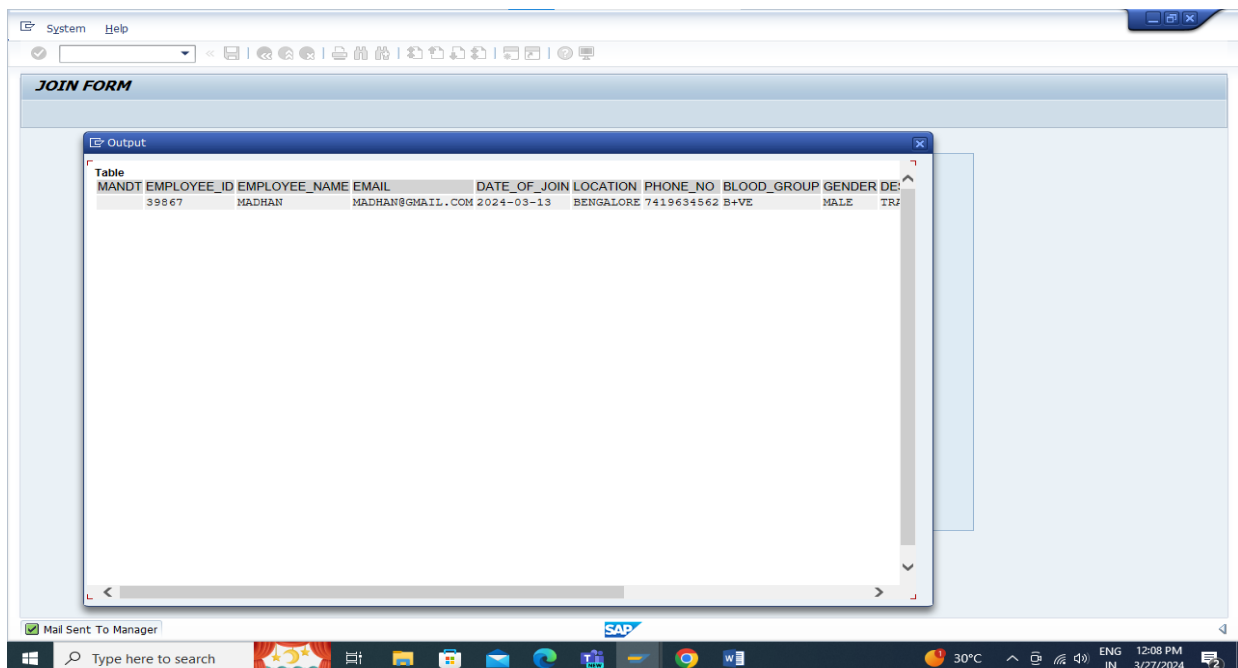 System Help
JOIN FORM
Output
Table
MANDT EMPLOYEE_ID EMPLOYEE_NAME EMAIL DATE_OF_JOIN LOCATION PHONE_NO BLOOD_GROUP GENDER DES
39867 MADHAN MADHAN@GMAIL.COM 2024-03-13 BENGALORE 7419634562 B+VE MALE TRA
Mail Sent To Manager
SAP
Type here to search
30°C
ENG 12:08 PM
IN 3/27/2024